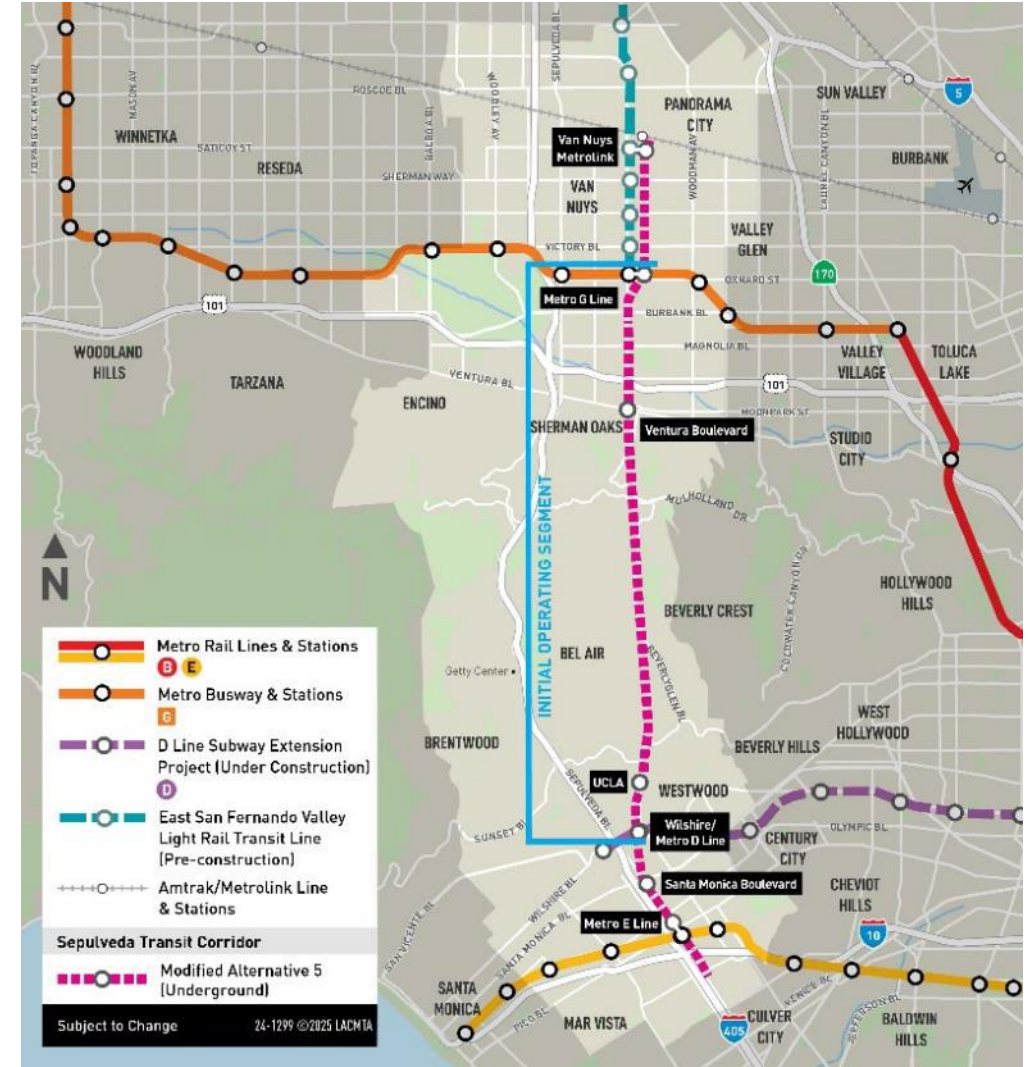 TOPANGA CANYON BL
MASON AV
WINNETKA
SATICOY ST
RESEDA
ROSCOE BL
SHERMAN WAY
BALBOA BL
WOODLEY AV
SEPULVEDA BL
PANORAMA
CITY
Van Nuys
Metrolink
WOODMAN AV
VAN
NUYS
SUN VALLEY
5
LAUREL CANYON BL
BURBANK
VALLEY
GLEN
VICTORY BL
170
OXNARD ST
Metro G Line
BURBANK BL
101
MAGNOLIA BL
VALLEY
VILLAGE
TOLUCA
LAKE
WOODLAND
HILLS
TARZANA
VENTURA BL
101
ENCINO
MOORPARK ST
SHERMAN OAKS
Ventura Boulevard
STUDIO
CITY
MULHOLLAND DR
INITIAL OPERATING SEGMENT
COLDWATER CANYON DR
HOLLYWOOD
HILLS
BEVERLY CREST
BEL AIR
BEVERLY GLEN BL
Getty Center
N
WEST
HOLLYWOOD
BRENTWOOD
BEVERLY HILLS
SEPULVEDA BL
UCLA
WESTWOOD
SUNSET BL
Wilshire/
Metro D Line
CENTURY
CITY
OLYMPIC BL
Santa Monica Boulevard
CHEVIOT
HILLS
WILSHIRE BL
SAN VICENTE BL
SANTA MONICA BL
Metro E Line
10
SANTA
MONICA
PICO BL
MAR VISTA
VENICE BL
405
CULVER
CITY
JEFFERSON BL
BALDWIN
HILLS
Metro Rail Lines & Stations
B E
Metro Busway & Stations
G
D Line Subway Extension
Project (Under Construction)
D
East San Fernando Valley
Light Rail Transit Line
(Pre-construction)
Amtrak/Metrolink Line
& Stations
Sepulveda Transit Corridor
Modified Alternative 5
(Underground)
Subject to Change 24-1299 ©2025 LACMTA